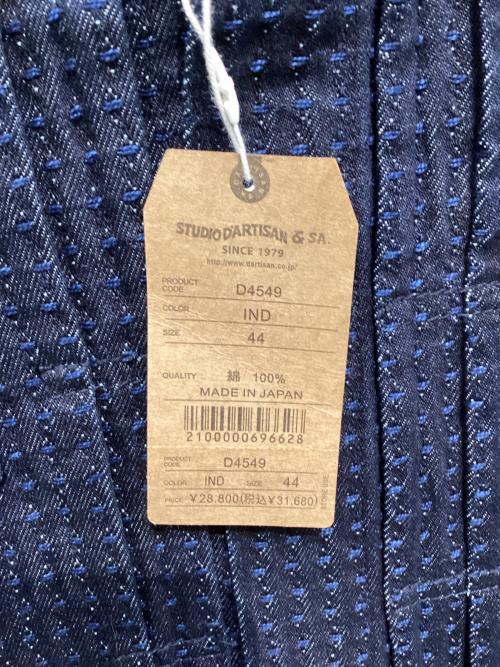 STUDIO D'ARTISAN & SA.
SINCE 1979
http://www.dartisan.co.jp/
PRODUCT CODE D4549
COLOR IND
SIZE 44
QUALITY 綿 100%
MADE IN JAPAN
2100000696628
PRODUCT CODE D4549
COLOR IND SIZE 44
PRICE ¥28,800(税込¥31,680)
STORE USE